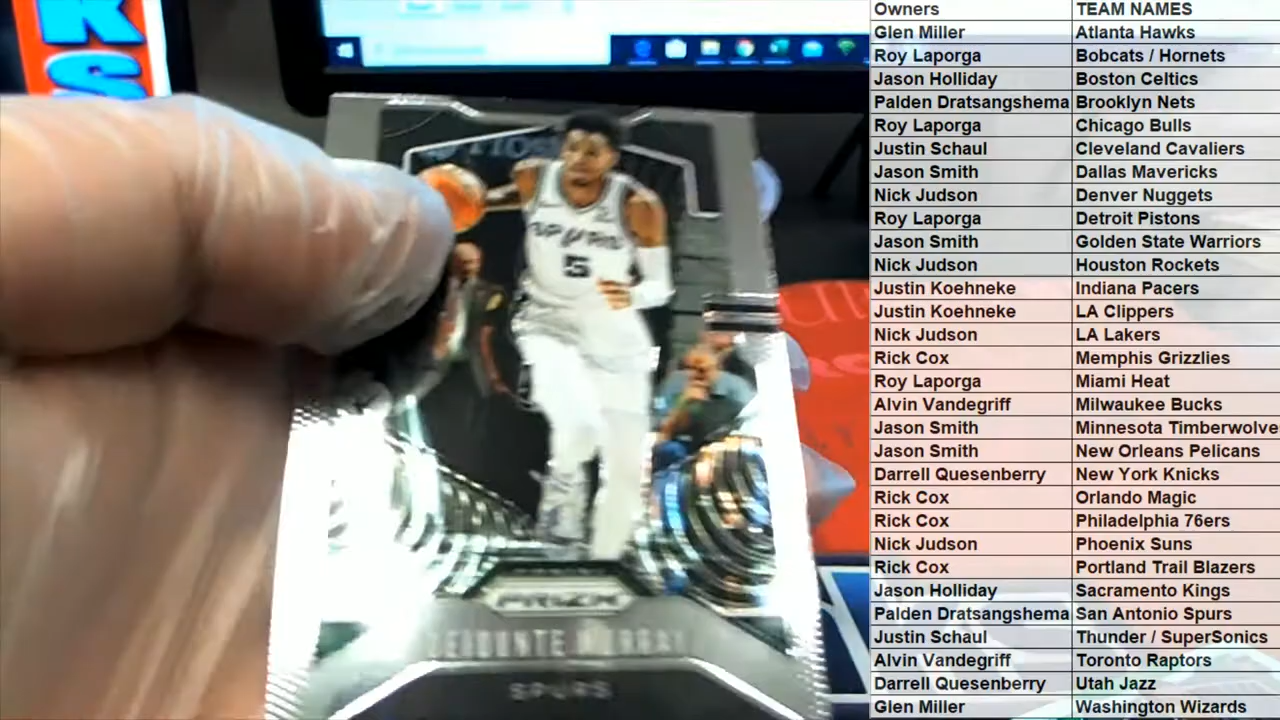 KS
SPURS
5
PRIZM
DEJOUNTE MURRAY
SPURS
Owners TEAM NAMES
Glen Miller Atlanta Hawks
Roy Laporga Bobcats / Hornets
Jason Holliday Boston Celtics
Palden Dratsangshema Brooklyn Nets
Roy Laporga Chicago Bulls
Justin Schaul Cleveland Cavaliers
Jason Smith Dallas Mavericks
Nick Judson Denver Nuggets
Roy Laporga Detroit Pistons
Jason Smith Golden State Warriors
Nick Judson Houston Rockets
Justin Koehneke Indiana Pacers
Justin Koehneke LA Clippers
Nick Judson LA Lakers
Rick Cox Memphis Grizzlies
Roy Laporga Miami Heat
Alvin Vandegriff Milwaukee Bucks
Jason Smith Minnesota Timberwolve
Jason Smith New Orleans Pelicans
Darrell Quesenberry New York Knicks
Rick Cox Orlando Magic
Rick Cox Philadelphia 76ers
Nick Judson Phoenix Suns
Rick Cox Portland Trail Blazers
Jason Holliday Sacramento Kings
Palden Dratsangshema San Antonio Spurs
Justin Schaul Thunder / SuperSonics
Alvin Vandegriff Toronto Raptors
Darrell Quesenberry Utah Jazz
Glen Miller Washington Wizards